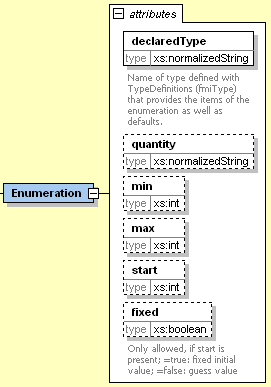 attributes
declaredType
type xs:normalizedString
Name of type defined with
TypeDefinitions (fmiType)
that provides the items of the
enumeration as well as
defaults.
quantity
type xs:normalizedString
Enumeration
min
type xs:int
max
type xs:int
start
type xs:int
fixed
type xs:boolean
Only allowed, if start is
present; =true: fixed initial
value; =false: guess value